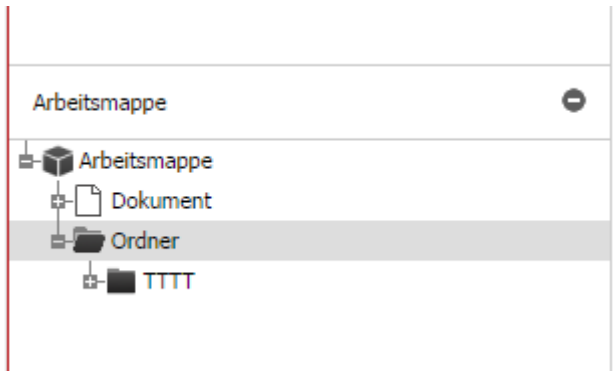 Arbeitsmappe
Arbeitsmappe
Dokument
Ordner
TTTT